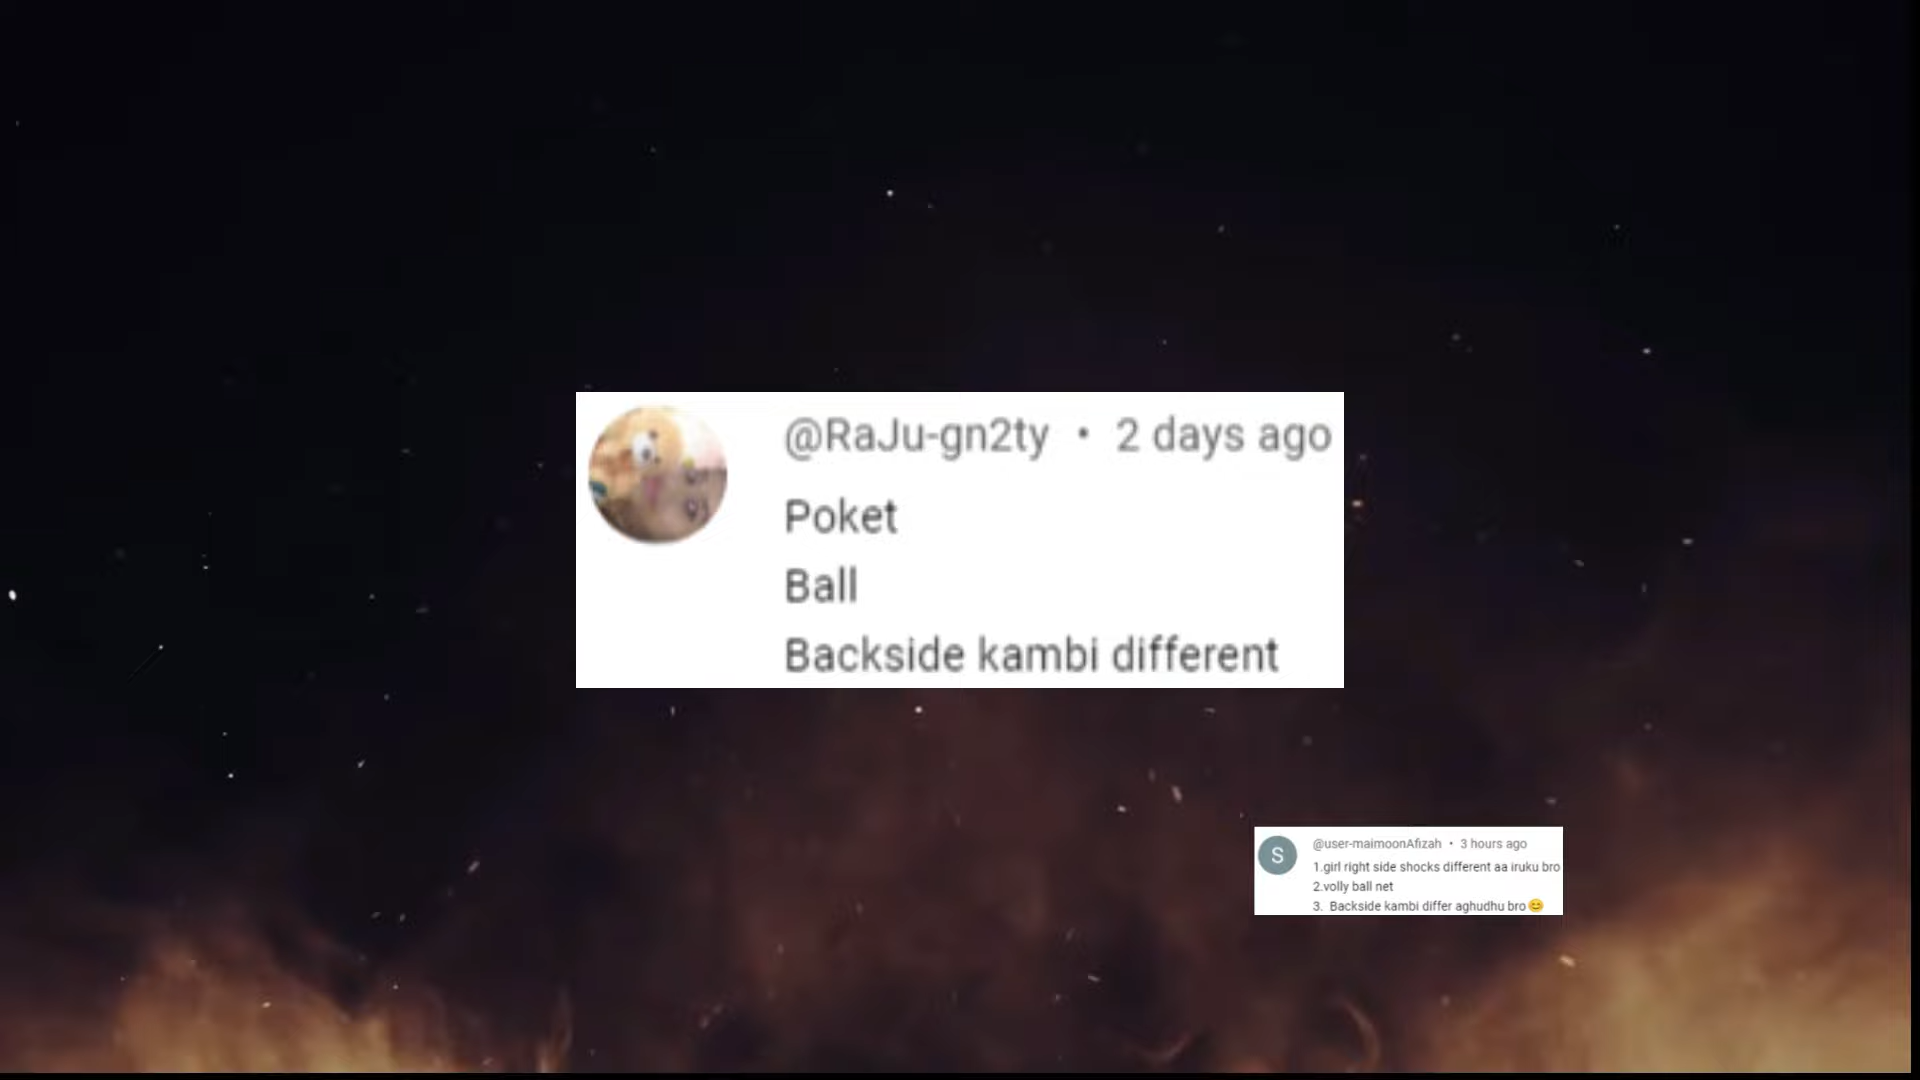 @RaJu-gn2ty • 2 days ago
Poket
Ball
Backside kambi different
S
@user-maimoonAfizah • 3 hours ago
1.girl right side shocks different aa iruku bro
2.volly ball net
3. Backside kambi differ aghudhu bro😊